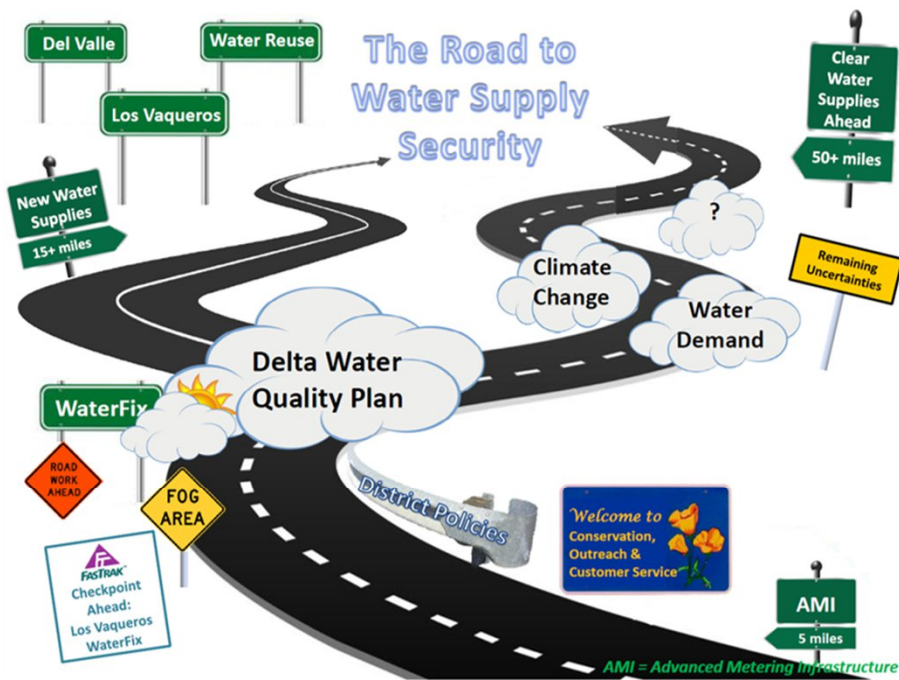 Del Valle
Water Reuse
Los Vaqueros
The Road to
Water Supply
Security
Clear
Water
Supplies
Ahead
50+ miles
New Water
Supplies
15+ miles
?
Climate
Change
Remaining
Uncertainties
Water
Demand
Delta Water
Quality Plan
WaterFix
ROAD
WORK
AHEAD
FOG
AREA
District Policies
Welcome to
Conservation,
Outreach &
Customer Service
FASTRAK™
Checkpoint
Ahead:
Los Vaqueros
WaterFix
AMI
5 miles
AMI = Advanced Metering Infrastructure